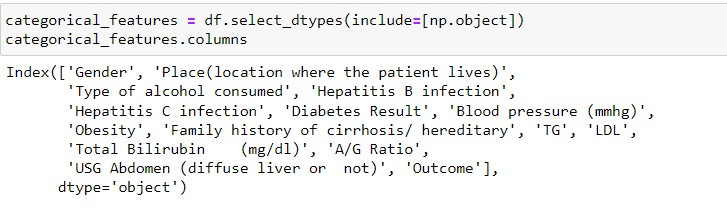 categorical_features = df.select_dtypes(include=[np.object])
categorical_features.columns
Index(['Gender', 'Place(location where the patient lives)',
       'Type of alcohol consumed', 'Hepatitis B infection',
       'Hepatitis C infection', 'Diabetes Result', 'Blood pressure (mmhg)',
       'Obesity', 'Family history of cirrhosis/ hereditary', 'TG', 'LDL',
       'Total Bilirubin    (mg/dl)', 'A/G Ratio',
       'USG Abdomen (diffuse liver or  not)', 'Outcome'],
      dtype='object')